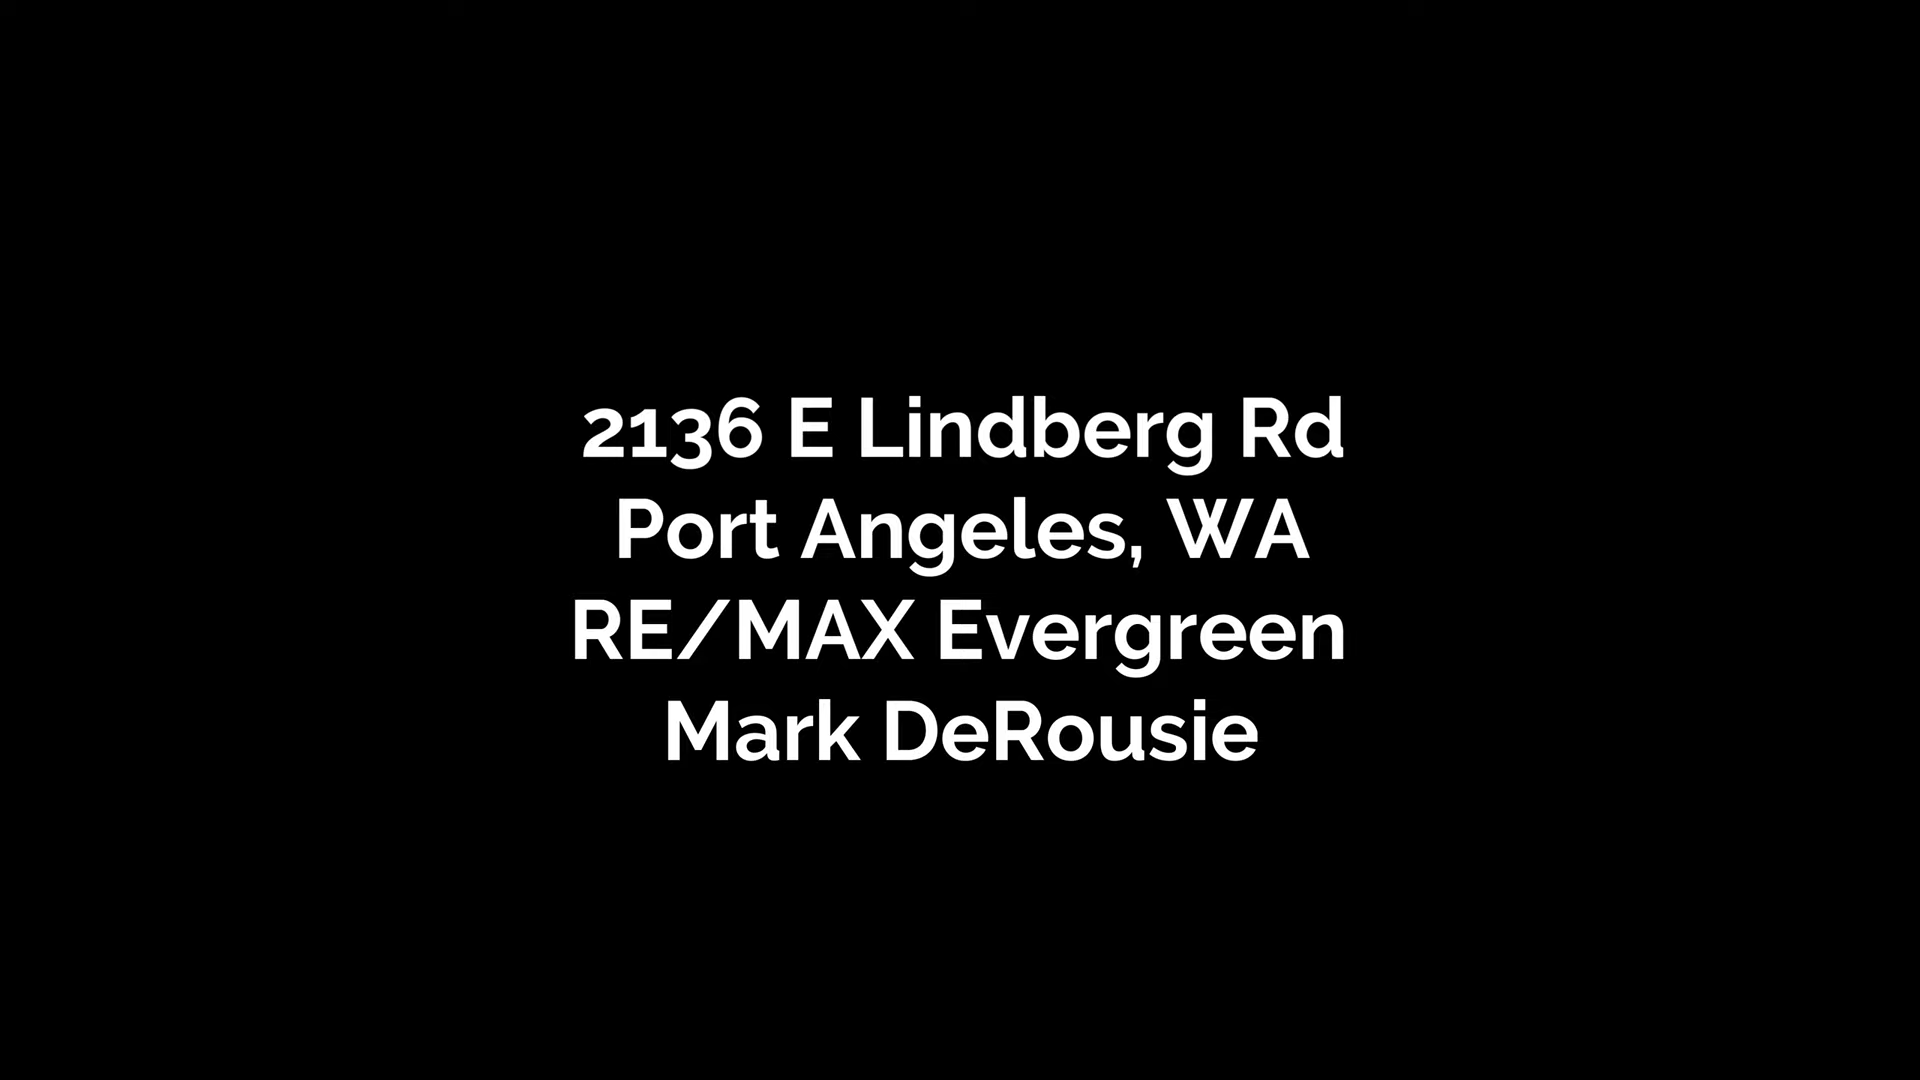 2136 E Lindberg Rd
Port Angeles, WA
RE/MAX Evergreen
Mark DeRousie